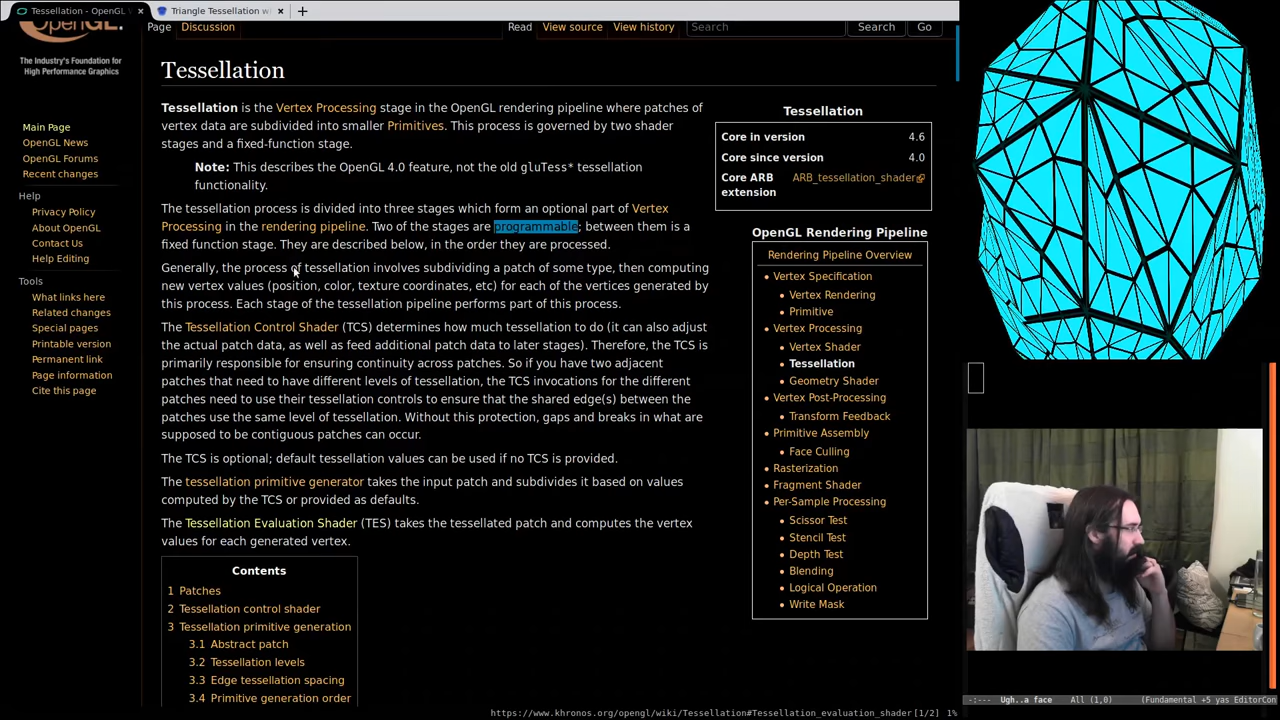 Tessellation - OpenGL W
×
Triangle Tessellation w
×
+
OpenGL.
The Industry's Foundation for
High Performance Graphics
Main Page
OpenGL News
OpenGL Forums
Recent changes
Help
Privacy Policy
About OpenGL
Contact Us
Help Editing
Tools
What links here
Related changes
Special pages
Printable version
Permanent link
Page information
Cite this page
Page
Discussion
Read
View source
View history
Search
Search
Go
Tessellation
Tessellation is the Vertex Processing stage in the OpenGL rendering pipeline where patches of
vertex data are subdivided into smaller Primitives. This process is governed by two shader
stages and a fixed-function stage.
Note: This describes the OpenGL 4.0 feature, not the old gluTess* tessellation
functionality.
The tessellation process is divided into three stages which form an optional part of Vertex
Processing in the rendering pipeline. Two of the stages are programmable; between them is a
fixed function stage. They are described below, in the order they are processed.
Generally, the process of tessellation involves subdividing a patch of some type, then computing
new vertex values (position, color, texture coordinates, etc) for each of the vertices generated by
this process. Each stage of the tessellation pipeline performs part of this process.
The Tessellation Control Shader (TCS) determines how much tessellation to do (it can also adjust
the actual patch data, as well as feed additional patch data to later stages). Therefore, the TCS is
primarily responsible for ensuring continuity across patches. So if you have two adjacent
patches that need to have different levels of tessellation, the TCS invocations for the different
patches need to use their tessellation controls to ensure that the shared edge(s) between the
patches use the same level of tessellation. Without this protection, gaps and breaks in what are
supposed to be contiguous patches can occur.
The TCS is optional; default tessellation values can be used if no TCS is provided.
The tessellation primitive generator takes the input patch and subdivides it based on values
computed by the TCS or provided as defaults.
The Tessellation Evaluation Shader (TES) takes the tessellated patch and computes the vertex
values for each generated vertex.
Contents
1 Patches
2 Tessellation control shader
3 Tessellation primitive generation
3.1 Abstract patch
3.2 Tessellation levels
3.3 Edge tessellation spacing
3.4 Primitive generation order
Tessellation
Core in version 4.6
Core since version 4.0
Core ARB ARB_tessellation_shader
extension
OpenGL Rendering Pipeline
Rendering Pipeline Overview
• Vertex Specification
• Vertex Rendering
• Primitive
• Vertex Processing
• Vertex Shader
• Tessellation
• Geometry Shader
• Vertex Post-Processing
• Transform Feedback
• Primitive Assembly
• Face Culling
• Rasterization
• Fragment Shader
• Per-Sample Processing
• Scissor Test
• Stencil Test
• Depth Test
• Blending
• Logical Operation
• Write Mask
https://www.khronos.org/opengl/wiki/Tessellation#Tessellation_evaluation_shader [1/2] 1%
-:--- Ugh..a face All (1,0) (Fundamental +5 yas EditorCon